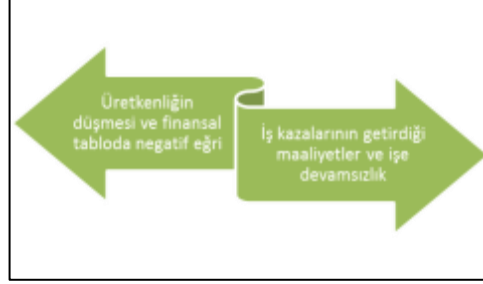 Üretkenliğin
düşmesi ve finansal
tabloda negatif eğri
İş kazalarının getirdiği
maaliyetler ve işe
devamsızlık